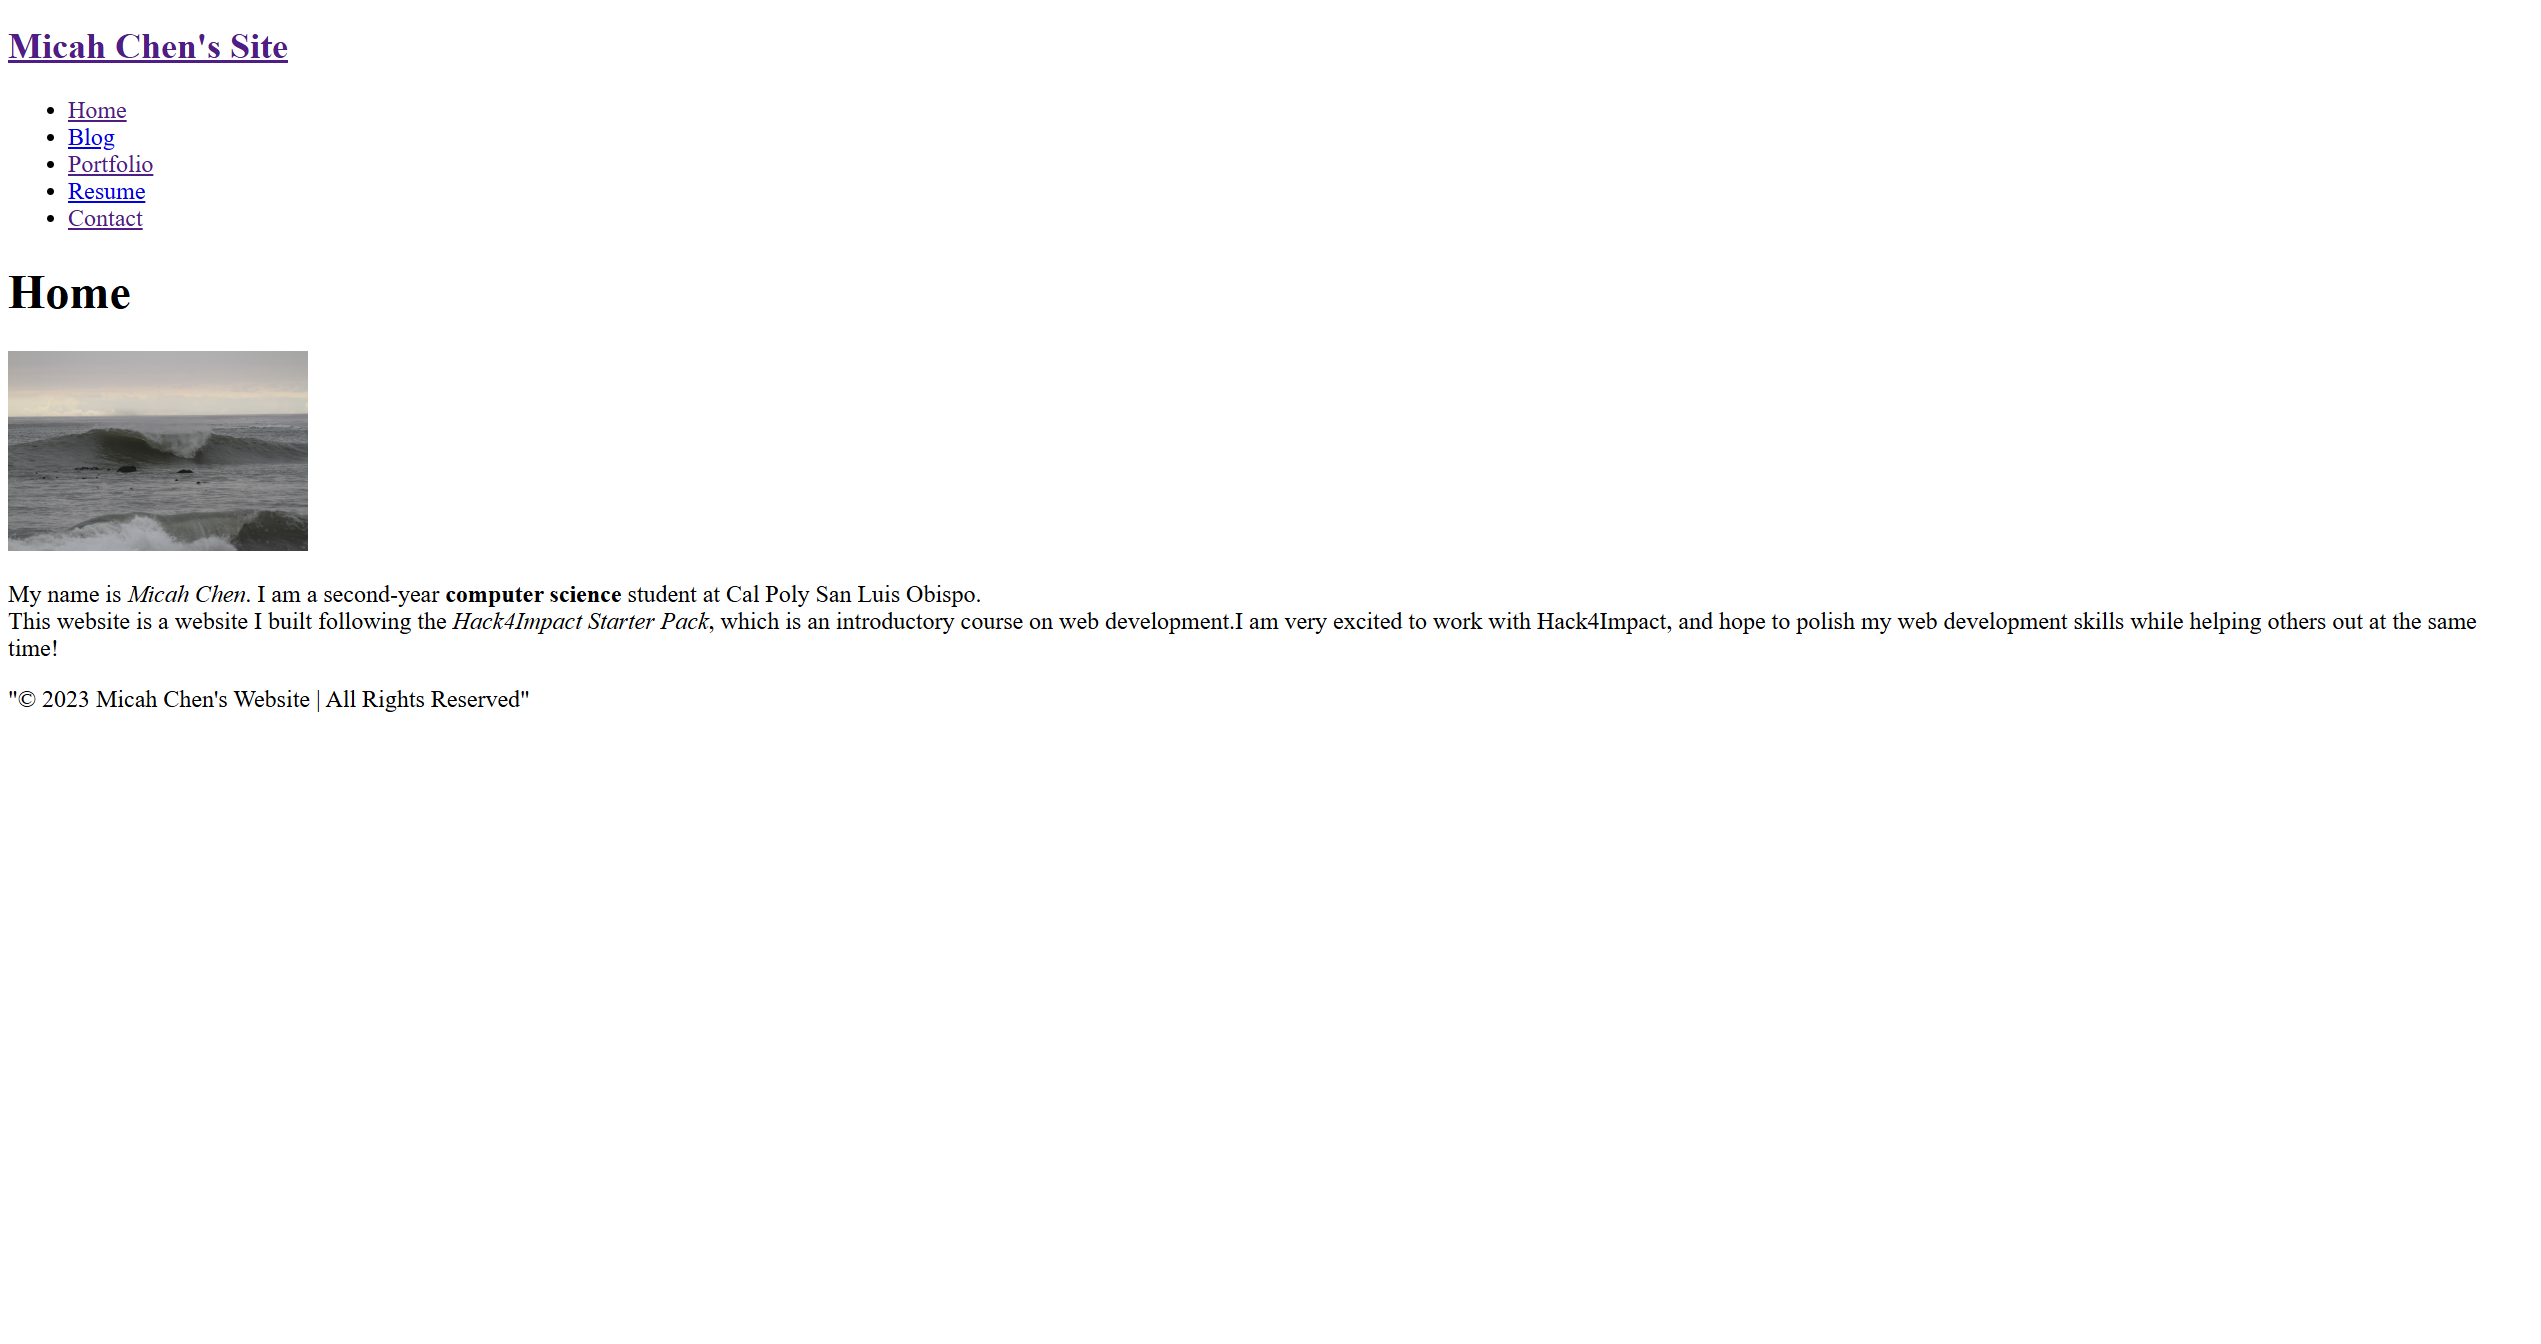 Micah Chen's Site
Home
Blog
Portfolio
Resume
Contact
Home
My name is Micah Chen. I am a second-year computer science student at Cal Poly San Luis Obispo.
This website is a website I built following the Hack4Impact Starter Pack, which is an introductory course on web development.I am very excited to work with Hack4Impact, and hope to polish my web development skills while helping others out at the same
time!
"© 2023 Micah Chen's Website | All Rights Reserved"